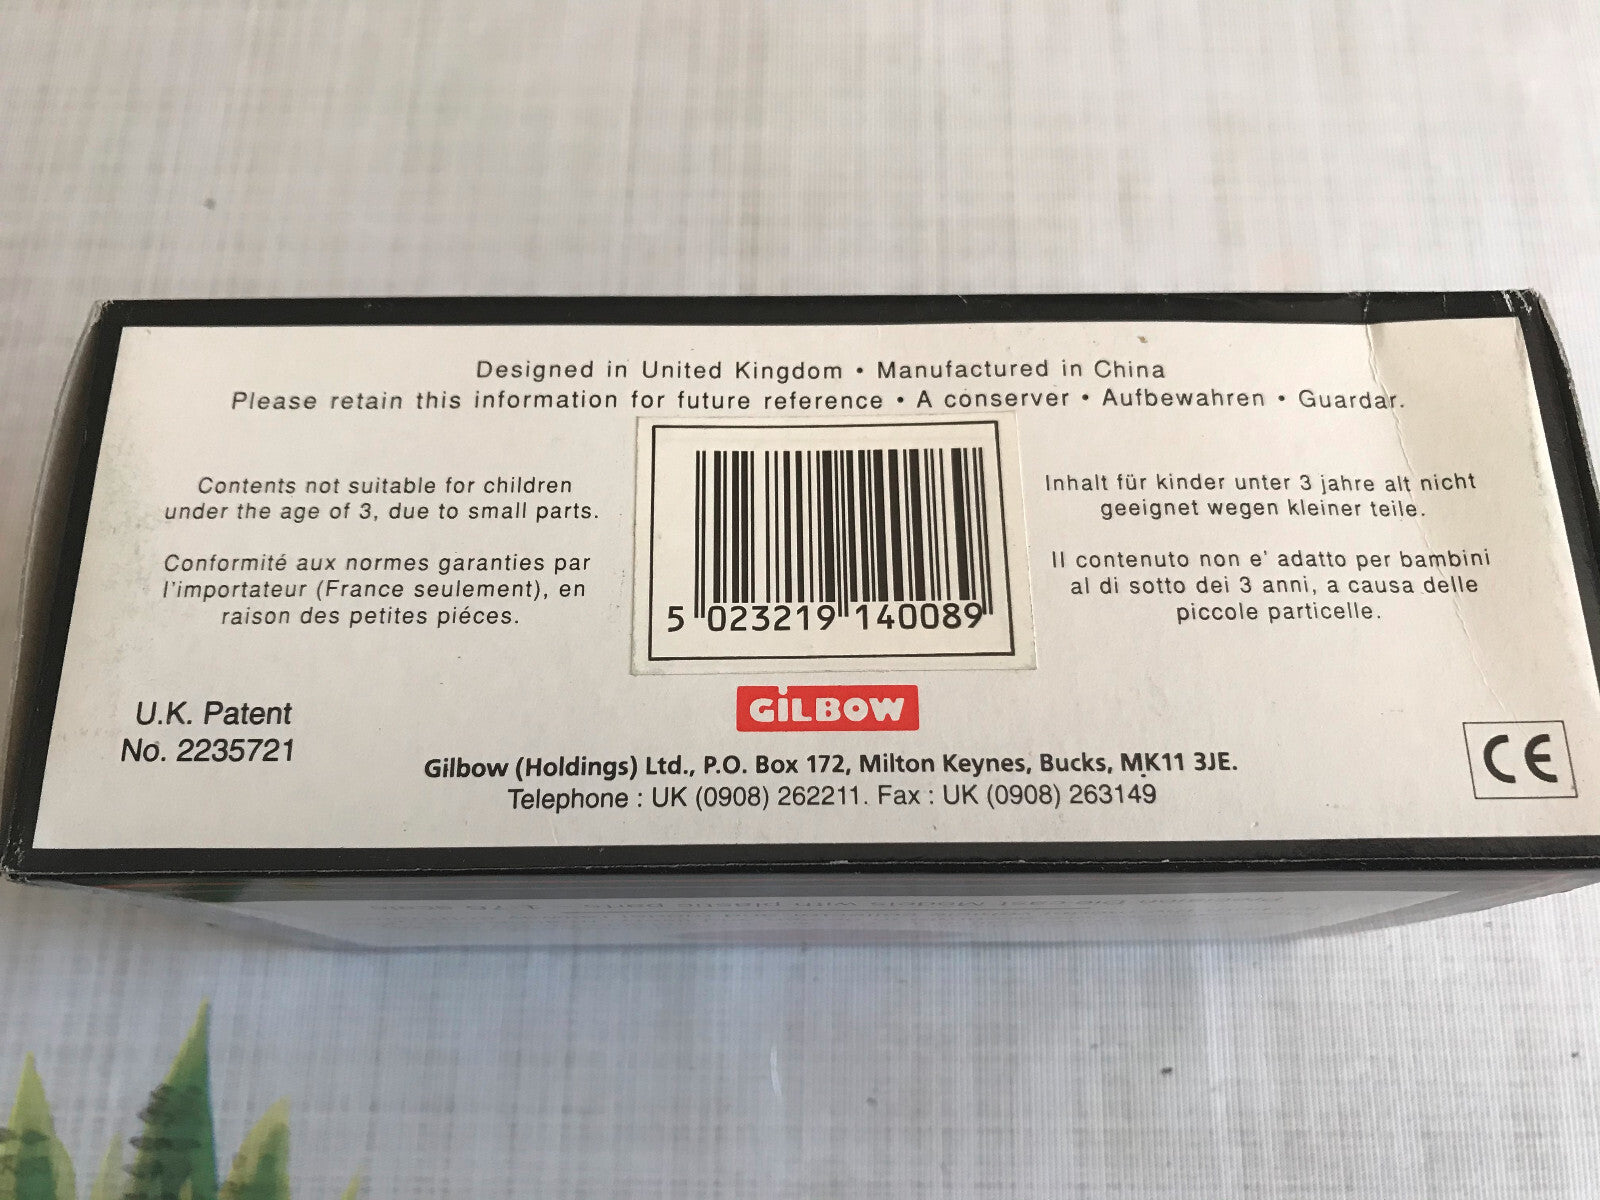 Designed in United Kingdom • Manufactured in China
Please retain this information for future reference • A conserver • Aufbewahren • Guardar.
Contents not suitable for children
under the age of 3, due to small parts.
Conformité aux normes garanties par
l'importateur (France seulement), en
raison des petites piéces.
5 023219 140089
Inhalt für kinder unter 3 jahre alt nicht
geeignet wegen kleiner teile.
Il contenuto non e' adatto per bambini
al di sotto dei 3 anni, a causa delle
piccole particelle.
U.K. Patent
No. 2235721
GiLBOW
Gilbow (Holdings) Ltd., P.O. Box 172, Milton Keynes, Bucks, MK11 3JE.
Telephone : UK (0908) 262211. Fax : UK (0908) 263149
CE